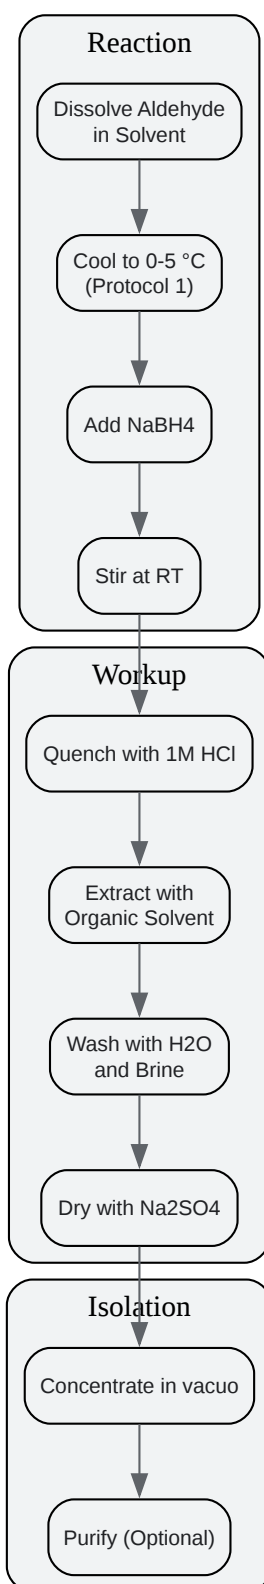 Reaction
Dissolve Aldehyde
in Solvent
Cool to 0-5 °C
(Protocol 1)
Add NaBH4
Stir at RT
Workup
Quench with 1M HCl
Extract with
Organic Solvent
Wash with H2O
and Brine
Dry with Na2SO4
Isolation
Concentrate in vacuo
Purify (Optional)